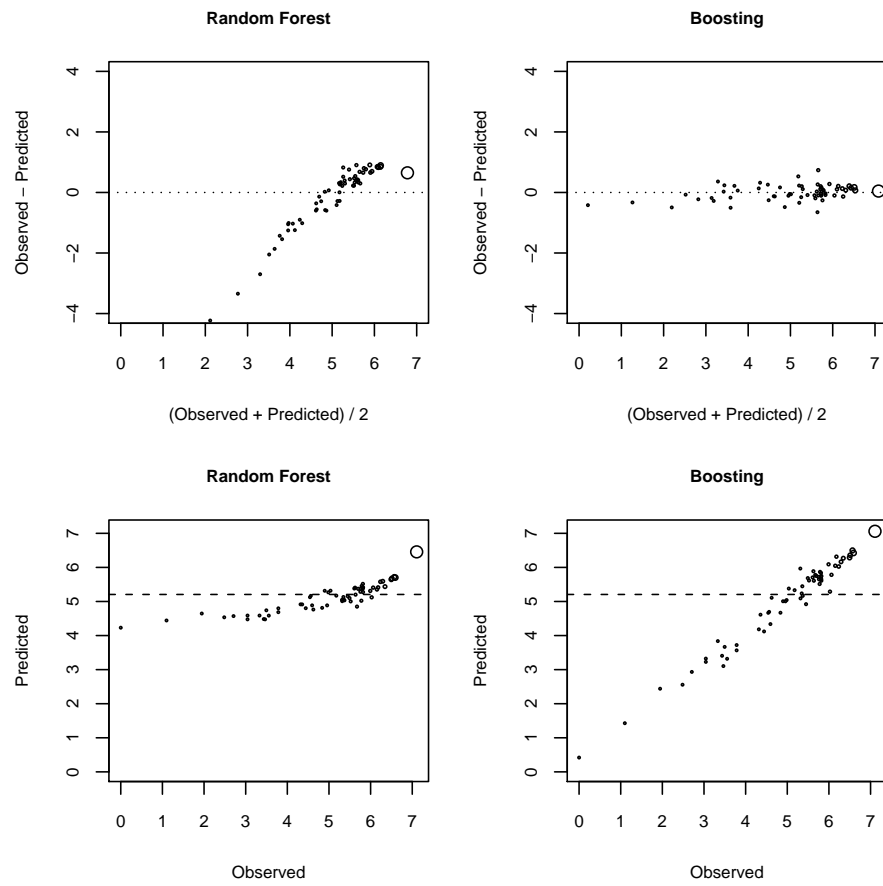 Random Forest
Observed − Predicted
4
2
0
−2
−4
0 1 2 3 4 5 6 7
(Observed + Predicted) / 2
Boosting
Observed − Predicted
4
2
0
−2
−4
0 1 2 3 4 5 6 7
(Observed + Predicted) / 2
Random Forest
Predicted
7
6
5
4
3
2
1
0
0 1 2 3 4 5 6 7
Observed
Boosting
Predicted
7
6
5
4
3
2
1
0
0 1 2 3 4 5 6 7
Observed